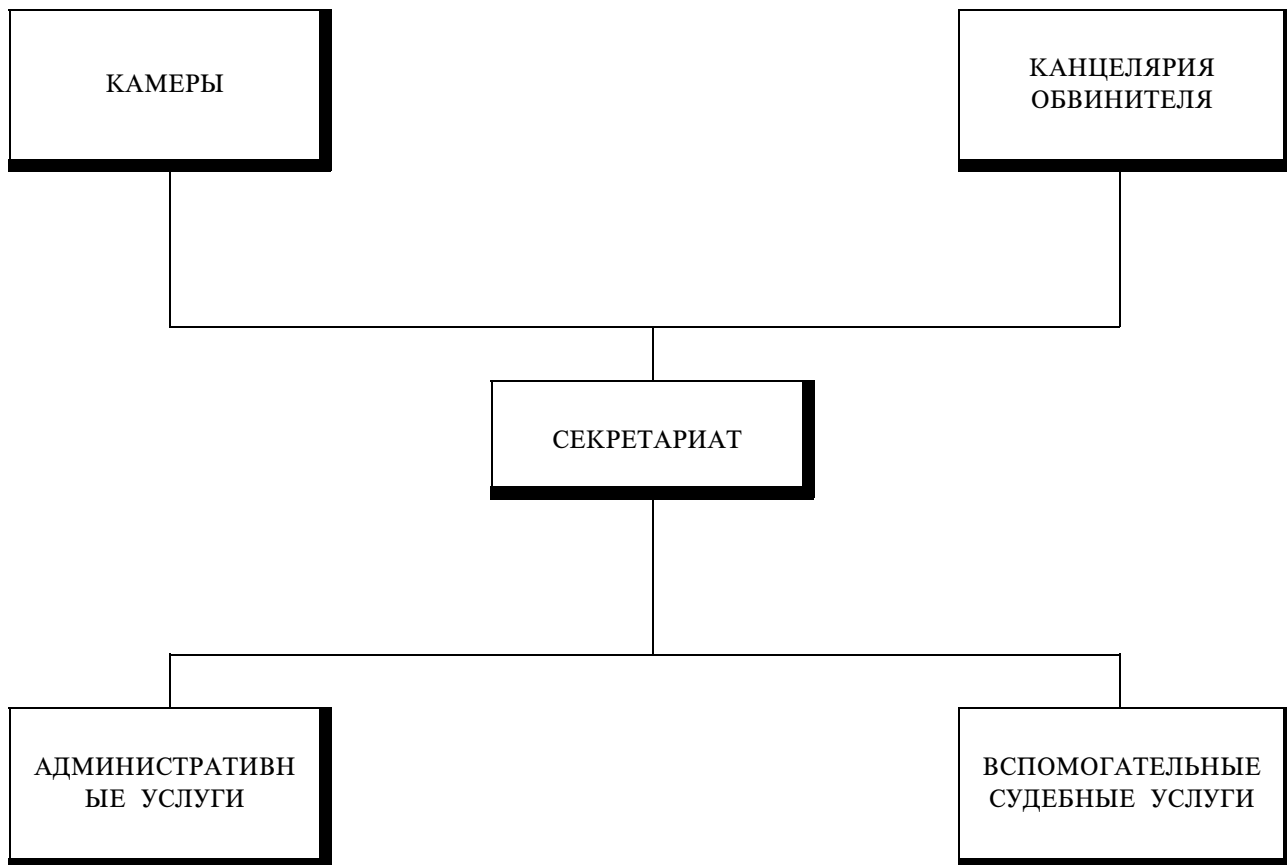 КАМЕРЫ
КАНЦЕЛЯРИЯ
ОБВИНИТЕЛЯ
СЕКРЕТАРИАТ
АДМИНИСТРАТИВН
ЫЕ УСЛУГИ
ВСПОМОГАТЕЛЬНЫЕ
СУДЕБНЫЕ УСЛУГИ